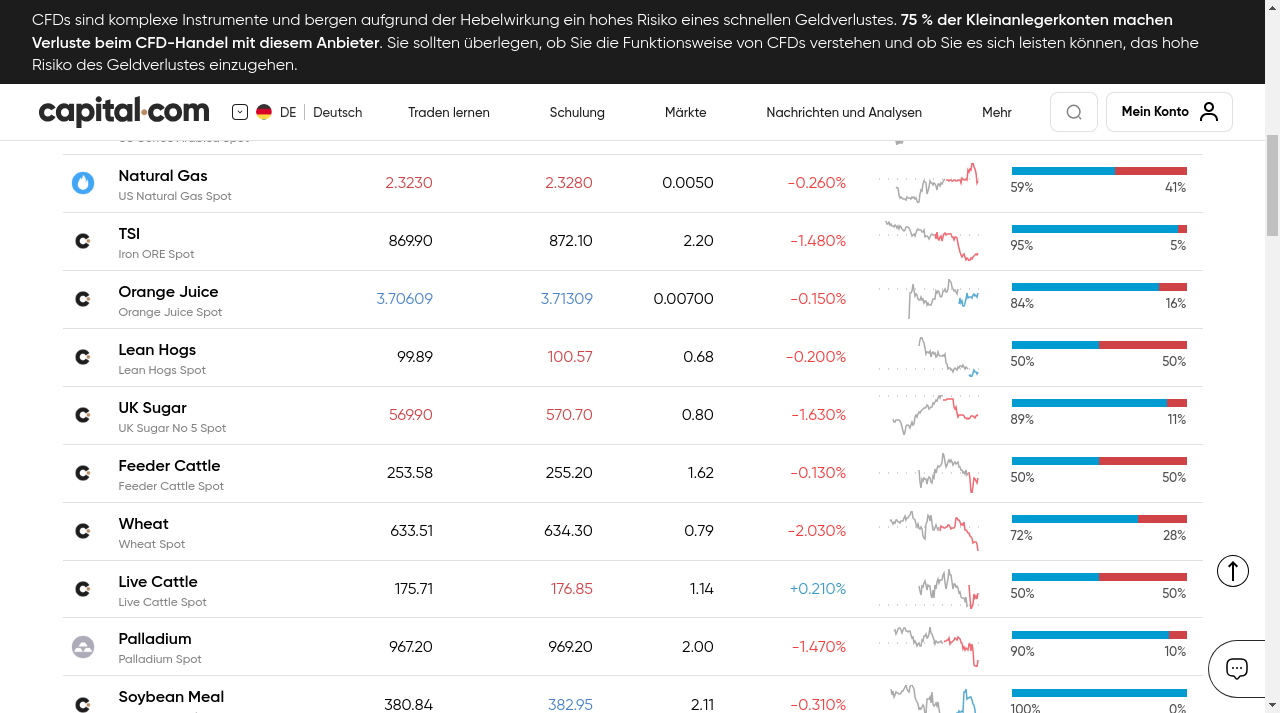 CFDs sind komplexe Instrumente und bergen aufgrund der Hebelwirkung ein hohes Risiko eines schnellen Geldverlustes. 75 % der Kleinanlegerkonten machen
Verluste beim CFD-Handel mit diesem Anbieter. Sie sollten überlegen, ob Sie die Funktionsweise von CFDs verstehen und ob Sie es sich leisten können, das hohe
Risiko des Geldverlustes einzugehen.
capital.com DE Deutsch Traden lernen Schulung Märkte Nachrichten und Analysen Mehr Mein Konto
Natural Gas 2.3230 2.3280 0.0050 -0.260%
US Natural Gas Spot 59% 41%
TSI 869.90 872.10 2.20 -1.480%
Iron ORE Spot 95% 5%
Orange Juice 3.70609 3.71309 0.00700 -0.150%
Orange Juice Spot 84% 16%
Lean Hogs 99.89 100.57 0.68 -0.200%
Lean Hogs Spot 50% 50%
UK Sugar 569.90 570.70 0.80 -1.630%
UK Sugar No 5 Spot 89% 11%
Feeder Cattle 253.58 255.20 1.62 -0.130%
Feeder Cattle Spot 50% 50%
Wheat 633.51 634.30 0.79 -2.030%
Wheat Spot 72% 28%
Live Cattle 175.71 176.85 1.14 +0.210%
Live Cattle Spot 50% 50%
Palladium 967.20 969.20 2.00 -1.470%
Palladium Spot 90% 10%
Soybean Meal 380.84 382.95 2.11 -0.310%
100% 0%